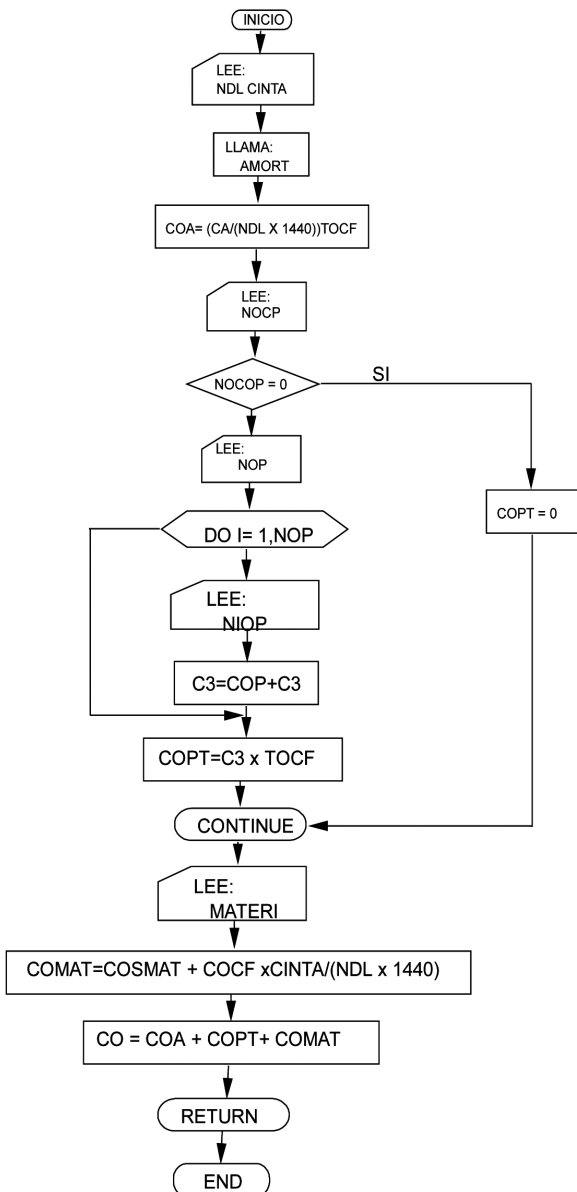 INICIO
LEE:
NDL CINTA
LLAMA:
AMORT
COA= (CA/(NDL X 1440))TOCF
LEE:
NOCP
NOCOP = 0
SI
LEE:
NOP
COPT = 0
DO I= 1,NOP
LEE:
NIOP
C3=COP+C3
COPT=C3 x TOCF
CONTINUE
LEE:
MATERI
COMAT=COSMAT + COCF xCINTA/(NDL x 1440)
CO = COA + COPT+ COMAT
RETURN
END